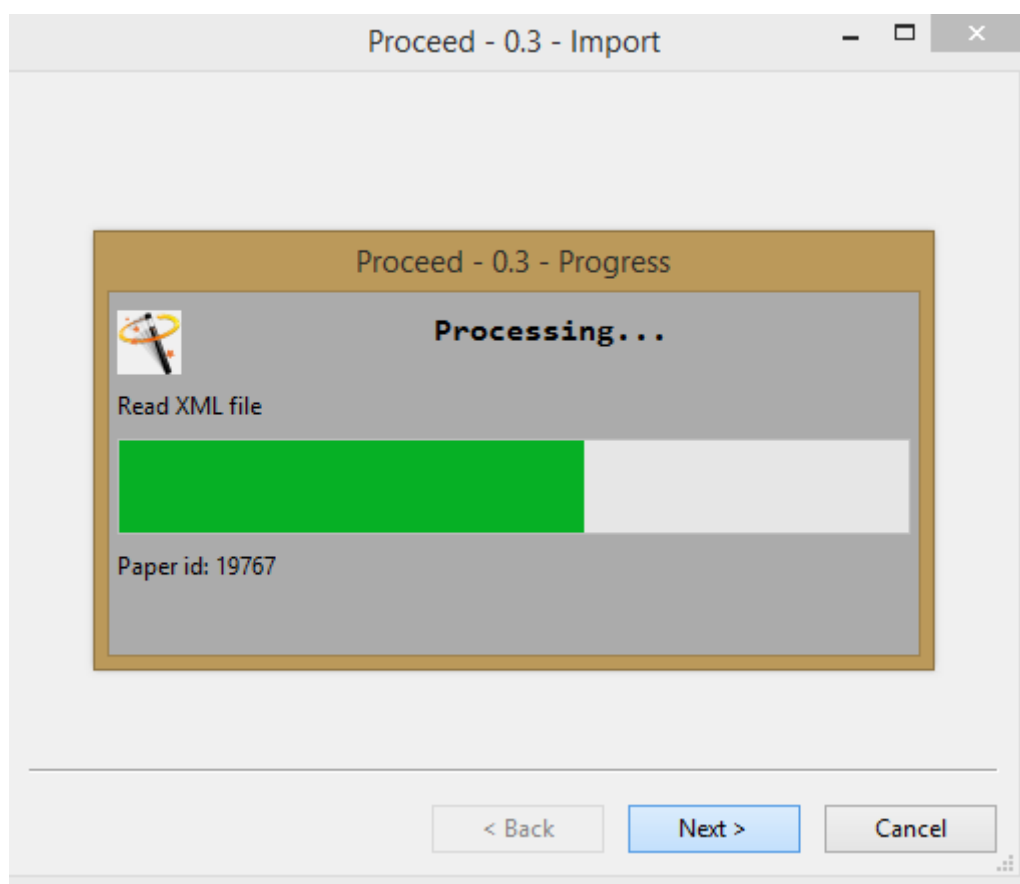 Proceed - 0.3 - Import
Proceed - 0.3 - Progress
Processing...
Read XML file
Paper id: 19767
< Back Next > Cancel